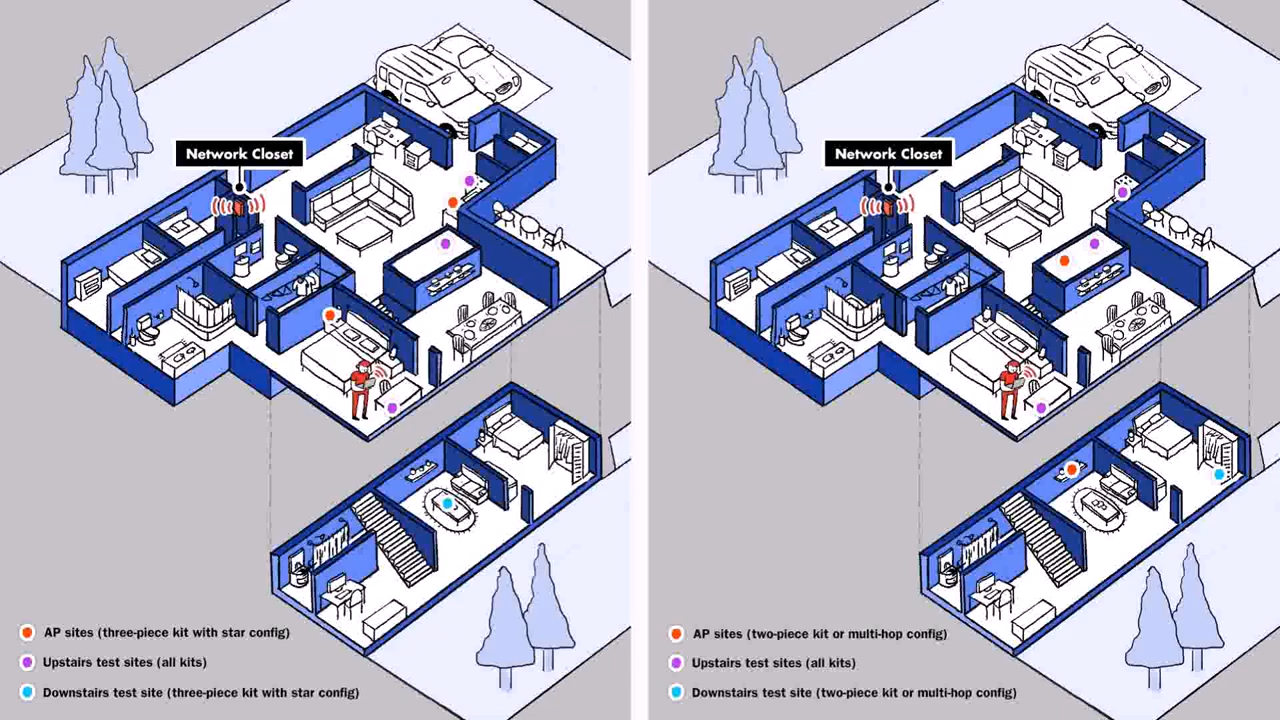 Network Closet
AP sites (three-piece kit with star config)
Upstairs test sites (all kits)
Downstairs test site (three-piece kit with star config)
Network Closet
AP sites (two-piece kit or multi-hop config)
Upstairs test sites (all kits)
Downstairs test site (two-piece kit or multi-hop config)